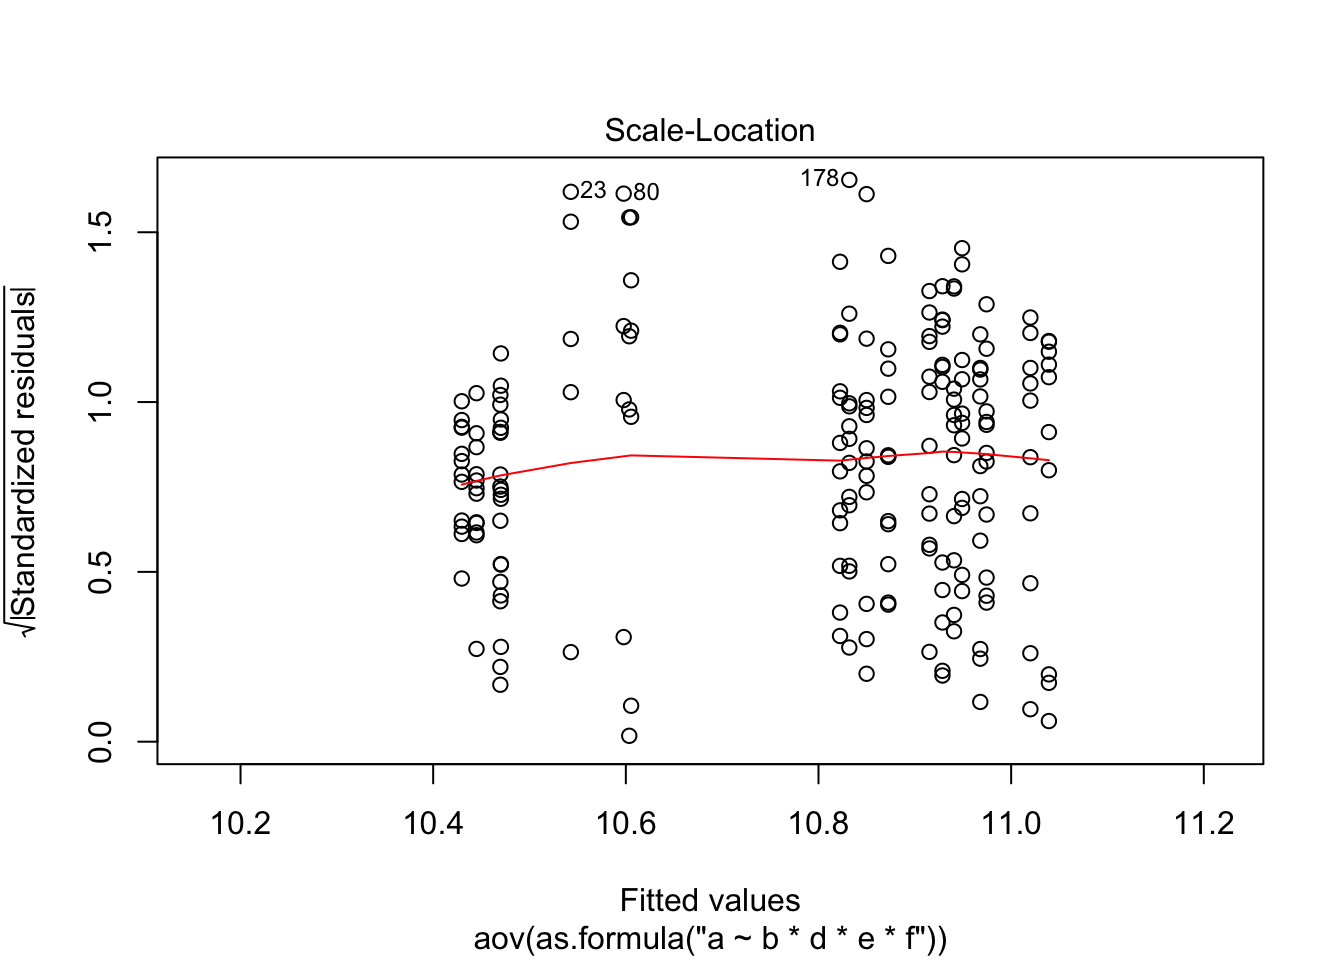 Scale-Location
√|Standardized residuals|
1.5
1.0
0.5
0.0
23
80
178
10.2 10.4 10.6 10.8 11.0 11.2
Fitted values
aov(as.formula("a ~ b * d * e * f"))